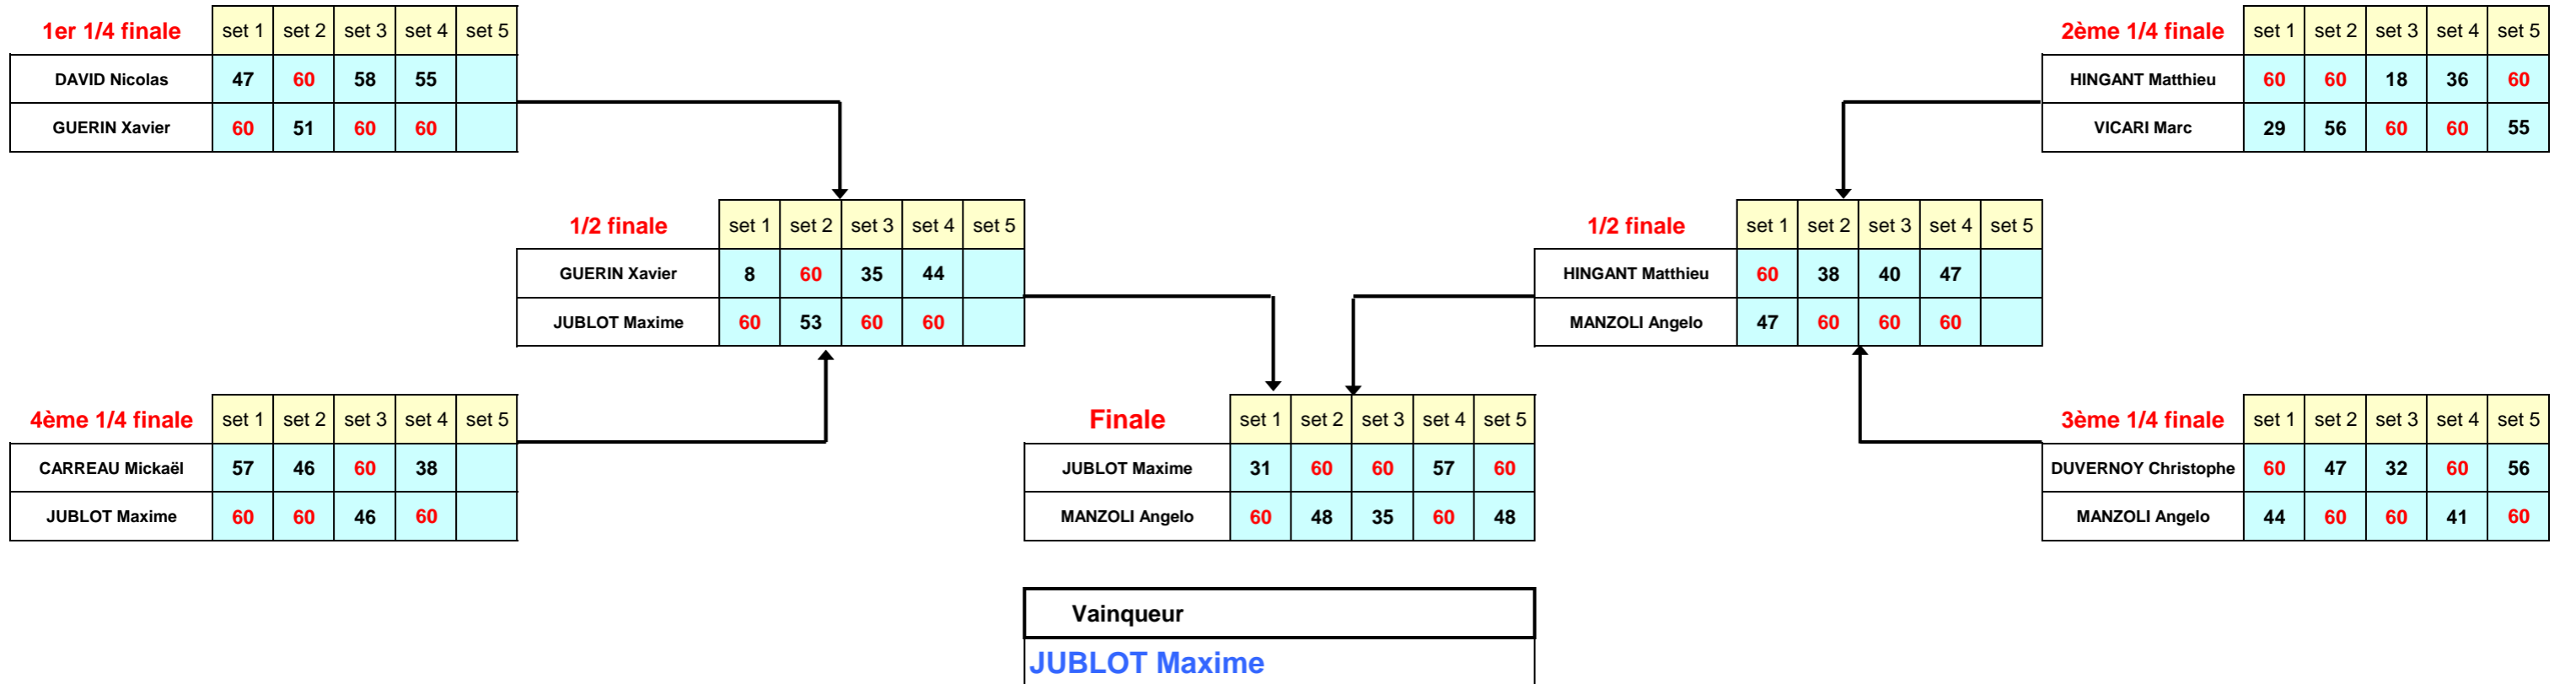 1er 1/4 finale set 1 set 2 set 3 set 4 set 5
DAVID Nicolas 47 60 58 55
GUERIN Xavier 60 51 60 60
2ème 1/4 finale set 1 set 2 set 3 set 4 set 5
HINGANT Matthieu 60 60 18 36 60
VICARI Marc 29 56 60 60 55
1/2 finale set 1 set 2 set 3 set 4 set 5
GUERIN Xavier 8 60 35 44
JUBLOT Maxime 60 53 60 60
1/2 finale set 1 set 2 set 3 set 4 set 5
HINGANT Matthieu 60 38 40 47
MANZOLI Angelo 47 60 60 60
4ème 1/4 finale set 1 set 2 set 3 set 4 set 5
CARREAU Mickaël 57 46 60 38
JUBLOT Maxime 60 60 46 60
Finale set 1 set 2 set 3 set 4 set 5
JUBLOT Maxime 31 60 60 57 60
MANZOLI Angelo 60 48 35 60 48
3ème 1/4 finale set 1 set 2 set 3 set 4 set 5
DUVERNOY Christophe 60 47 32 60 56
MANZOLI Angelo 44 60 60 41 60
Vainqueur
JUBLOT Maxime